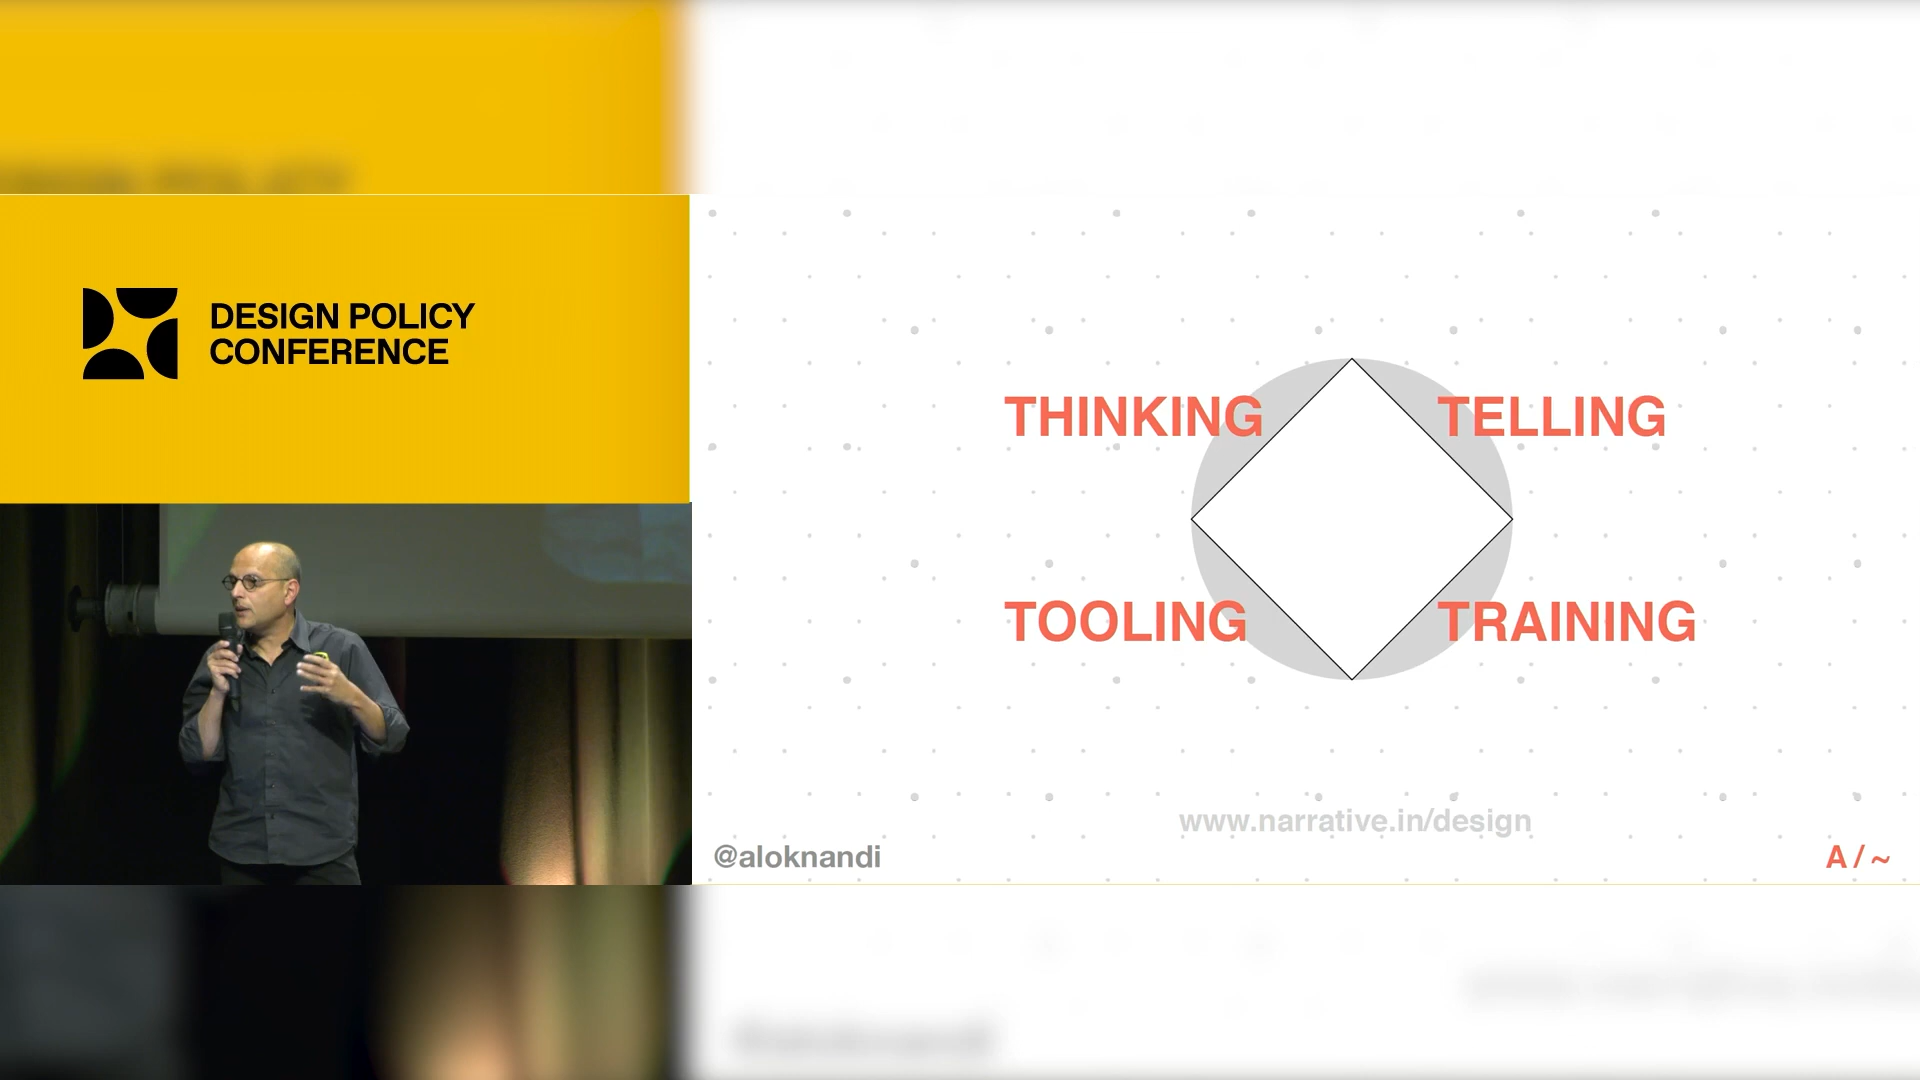 DESIGN POLICY
CONFERENCE
THINKING
TELLING
TOOLING
TRAINING
www.narrative.in/design
@aloknandi
A / ~